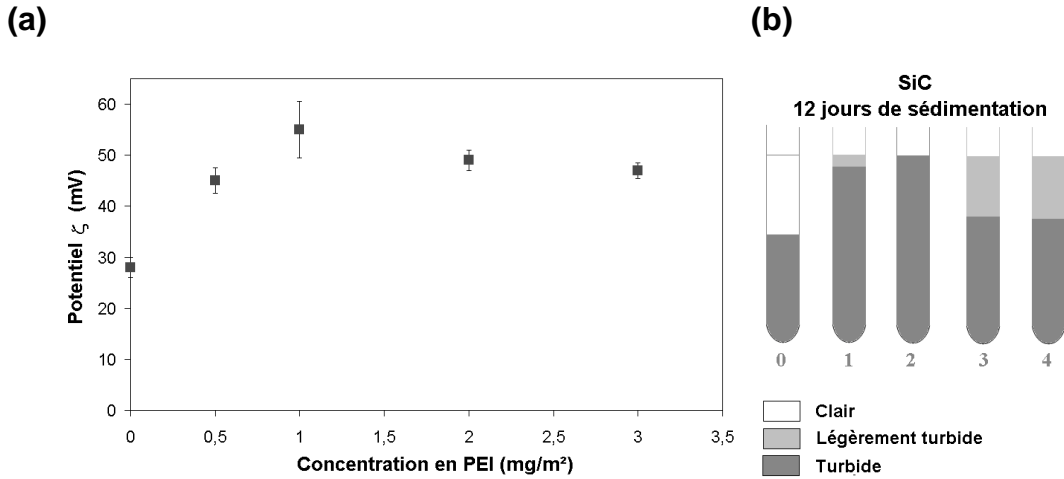 (a)
Potentiel ζ (mV)
60
50
40
30
20
10
0
0 0,5 1 1,5 2 2,5 3 3,5
Concentration en PEI (mg/m²)
(b)
SiC
12 jours de sédimentation
0 1 2 3 4
Clair
Légèrement turbide
Turbide